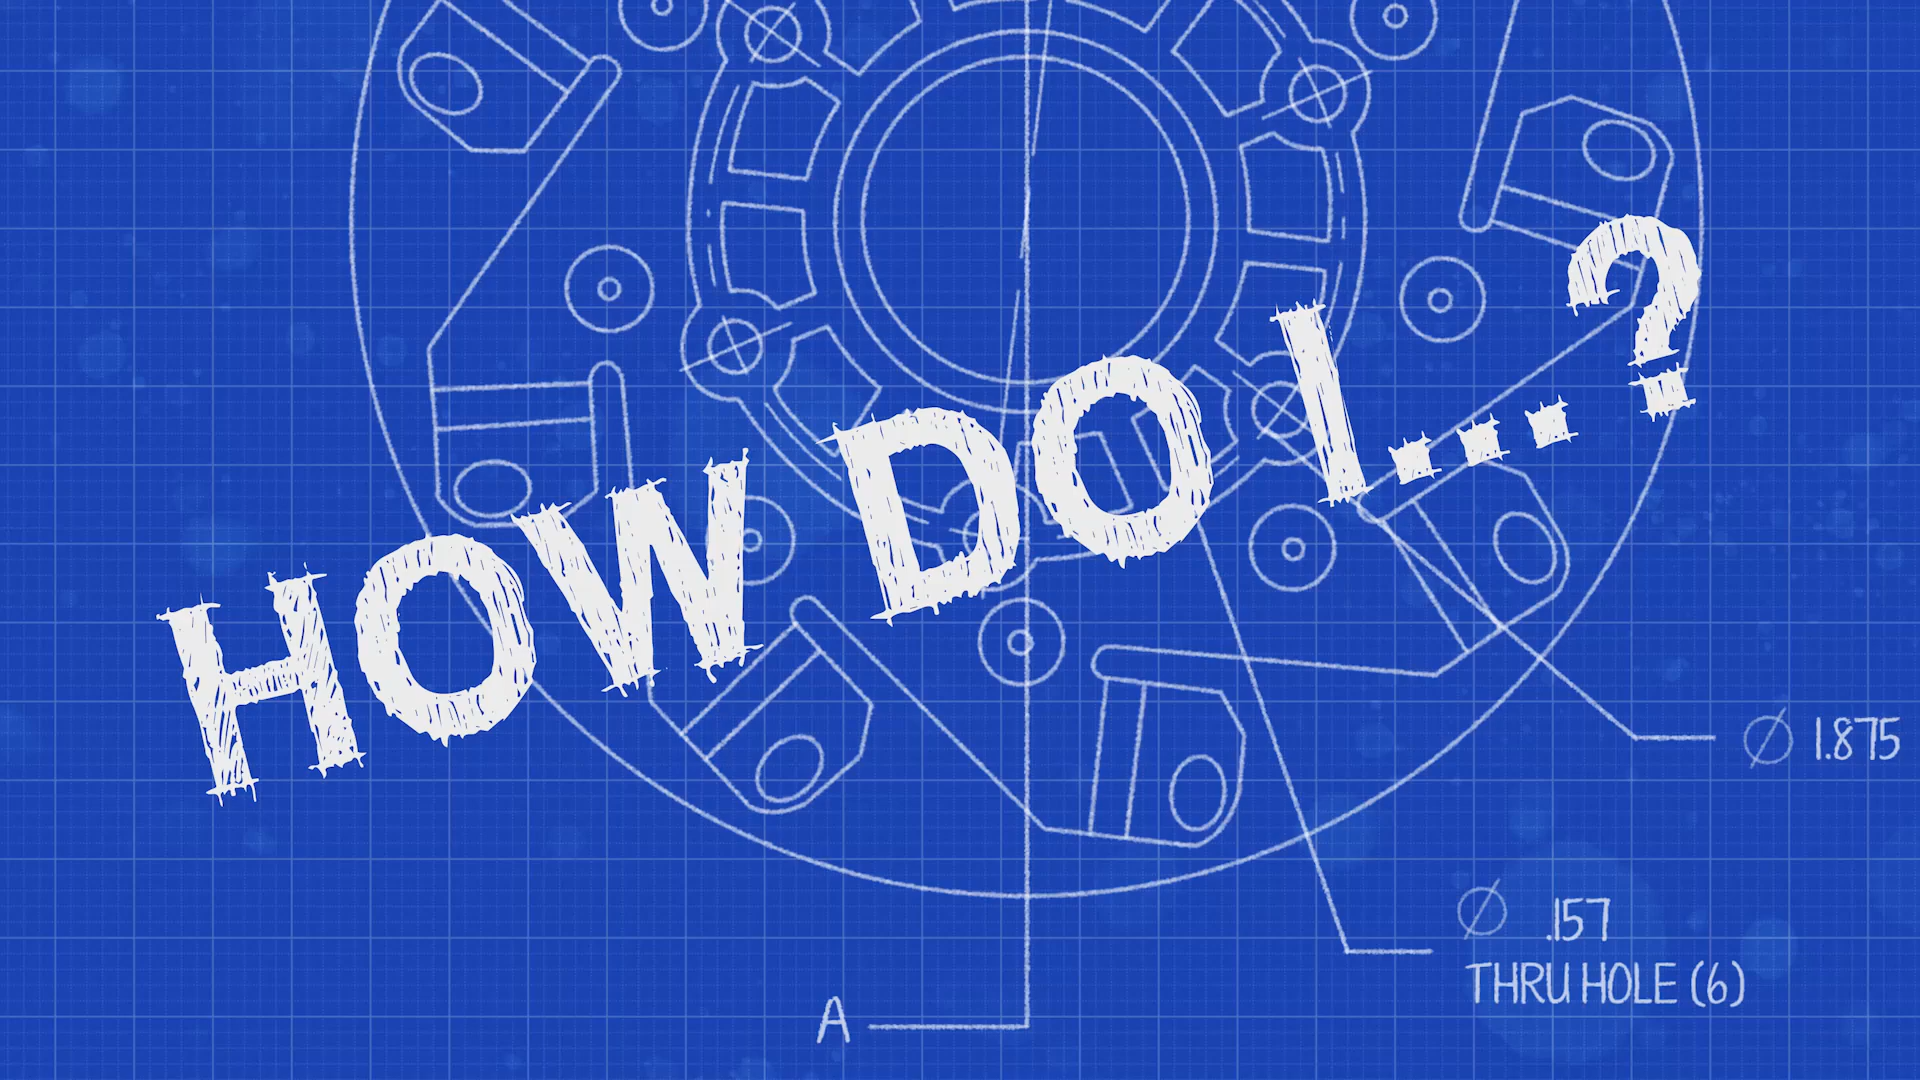 HOW DO I...?
Ø 1.875
Ø .157
THRU HOLE (6)
A